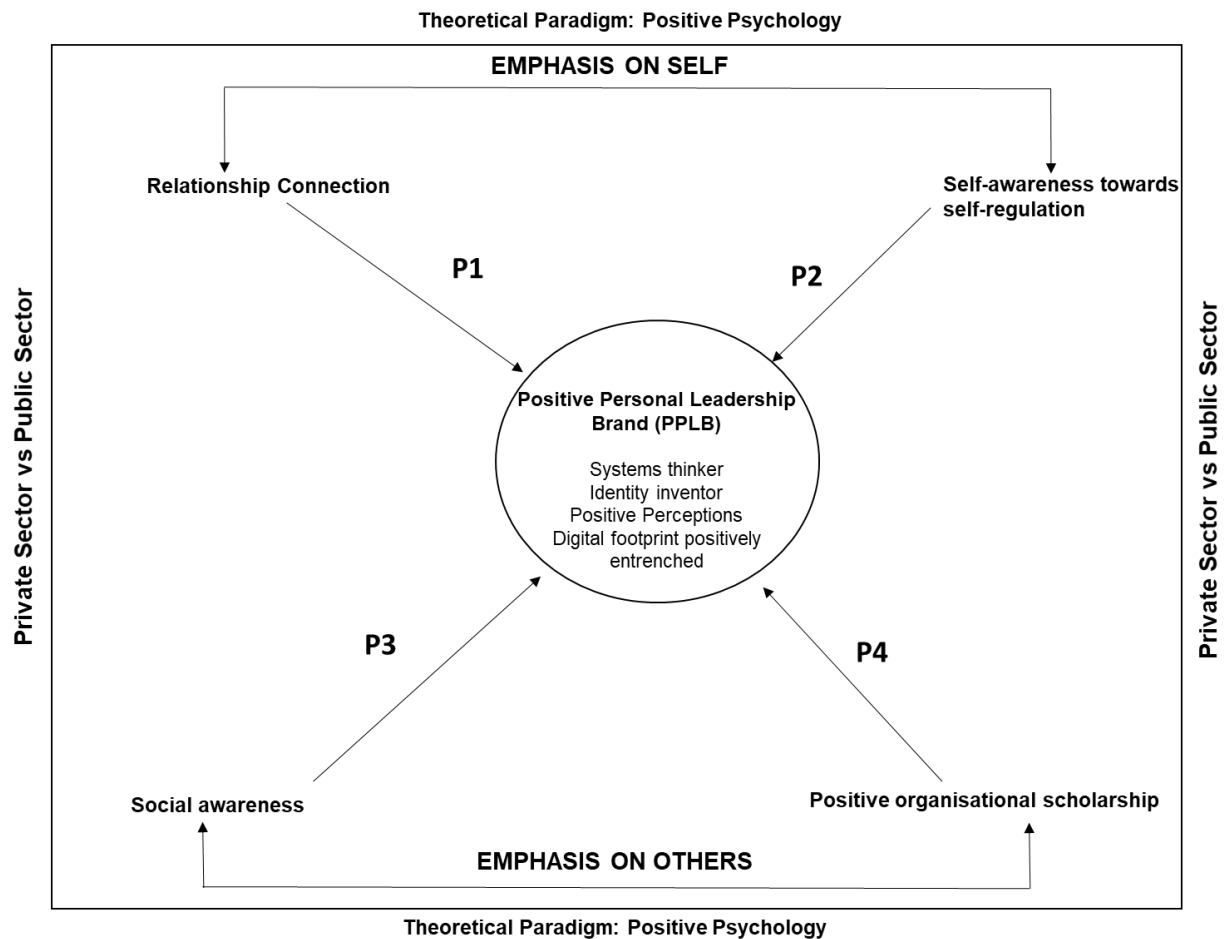 Theoretical Paradigm: Positive Psychology
EMPHASIS ON SELF
Relationship Connection
Self-awareness towards
self-regulation
P1
P2
Private Sector vs Public Sector
Private Sector vs Public Sector
Positive Personal Leadership
Brand (PPLB)
Systems thinker
Identity inventor
Positive Perceptions
Digital footprint positively
entrenched
P3
P4
Social awareness
Positive organisational scholarship
EMPHASIS ON OTHERS
Theoretical Paradigm: Positive Psychology